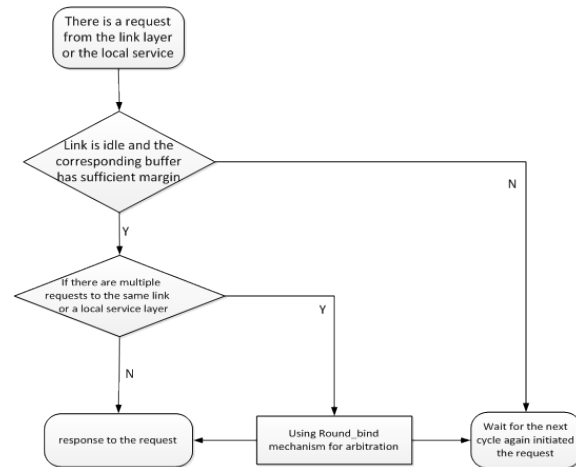 There is a request
from the link layer
or the local service
Link is idle and the
corresponding buffer
has sufficient margin
N
Y
If there are multiple
requests to the same link
or a local service layer
Y
N
response to the request
Using Round_bind
mechanism for arbitration
Wait for the next
cycle again initiated
the request